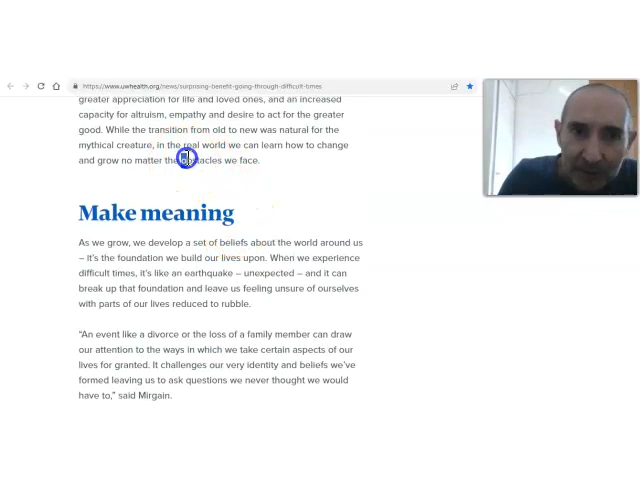 https://www.uwhealth.org/news/surprising-benefit-going-through-difficult-times
greater appreciation for life and loved ones, and an increased
capacity for altruism, empathy and desire to act for the greater
good. While the transition from old to new was natural for the
mythical creature, in the real world we can learn how to change
and grow no matter the obstacles we face.
Make meaning
As we grow, we develop a set of beliefs about the world around us
– it’s the foundation we build our lives upon. When we experience
difficult times, it’s like an earthquake – unexpected – and it can
break up that foundation and leave us feeling unsure of ourselves
with parts of our lives reduced to rubble.
“An event like a divorce or the loss of a family member can draw
our attention to the ways in which we take certain aspects of our
lives for granted. It challenges our very identity and beliefs we’ve
formed leaving us to ask questions we never thought we would
have to,” said Mirgain.